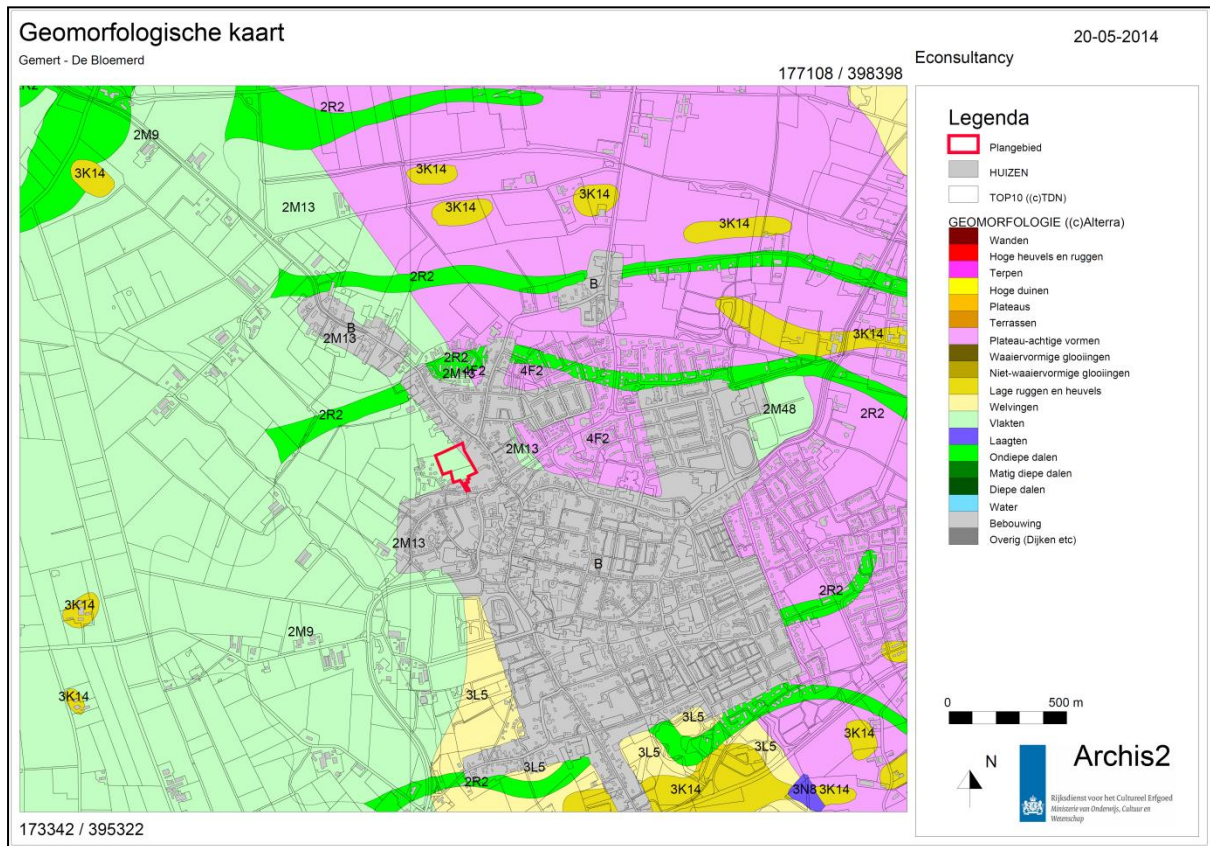 Geomorfologische kaart
20-05-2014
Gemert - De Bloemerd
Econsultancy
177108 / 398398
2R2
2M9
3K14
2M13
3K14
3K14
3K14
3K14
2R2
B
B
2M13
3K14
2R2
2M13
4F2
4F2
2R2
2M48
2R2
4F2
2M13
2M13
B
2R2
3K14
2M9
3K14
3L5
3L5
3L5
3L5
3K14
2R2
3L5
3K14
3N8
3K14
173342 / 395322
Legenda
Plangebied
HUIZEN
TOP10 ((c)TDN)
GEOMORFOLOGIE ((c)Alterra)
Wanden
Hoge heuvels en ruggen
Terpen
Hoge duinen
Plateaus
Terrassen
Plateau-achtige vormen
Waaiervormige glooiingen
Niet-waaiervormige glooiingen
Lage ruggen en heuvels
Welvingen
Vlakten
Laagten
Ondiepe dalen
Matig diepe dalen
Diepe dalen
Water
Bebouwing
Overig (Dijken etc)
0 500 m
N
Archis2
Rijksdienst voor het Cultureel Erfgoed
Ministerie van Onderwijs, Cultuur en
Wetenschap